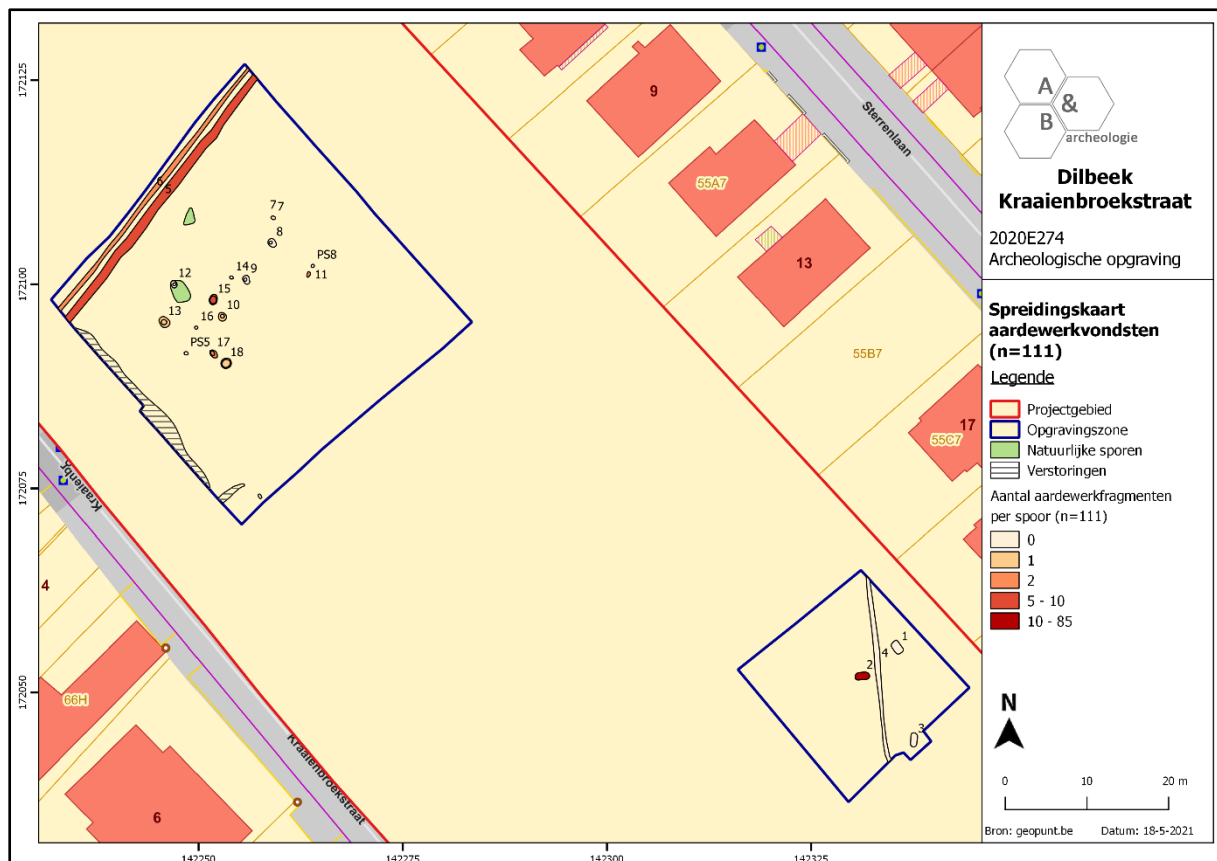 172125
172100
172075
172050
142250
142275
142300
142325
9
55A7
13
55B7
17
55C7
Sterrenlaan
6
5
77
8
PS8
11
14
9
12
15
10
13
16
PS5
17
18
1
4
2
3
4
66H
6
Kraaienbr
Kraaienbroekstraat
A
&
B
archeologie
Dilbeek
Kraaienbroekstraat
2020E274
Archeologische opgraving
Spreidingskaart
aardewerkvondsten
(n=111)
Legende
Projectgebied
Opgravingszone
Natuurlijke sporen
Verstoringen
Aantal aardewerkfragmenten
per spoor (n=111)
0
1
2
5 - 10
10 - 85
N
0 10 20 m
Bron: geopunt.be Datum: 18-5-2021